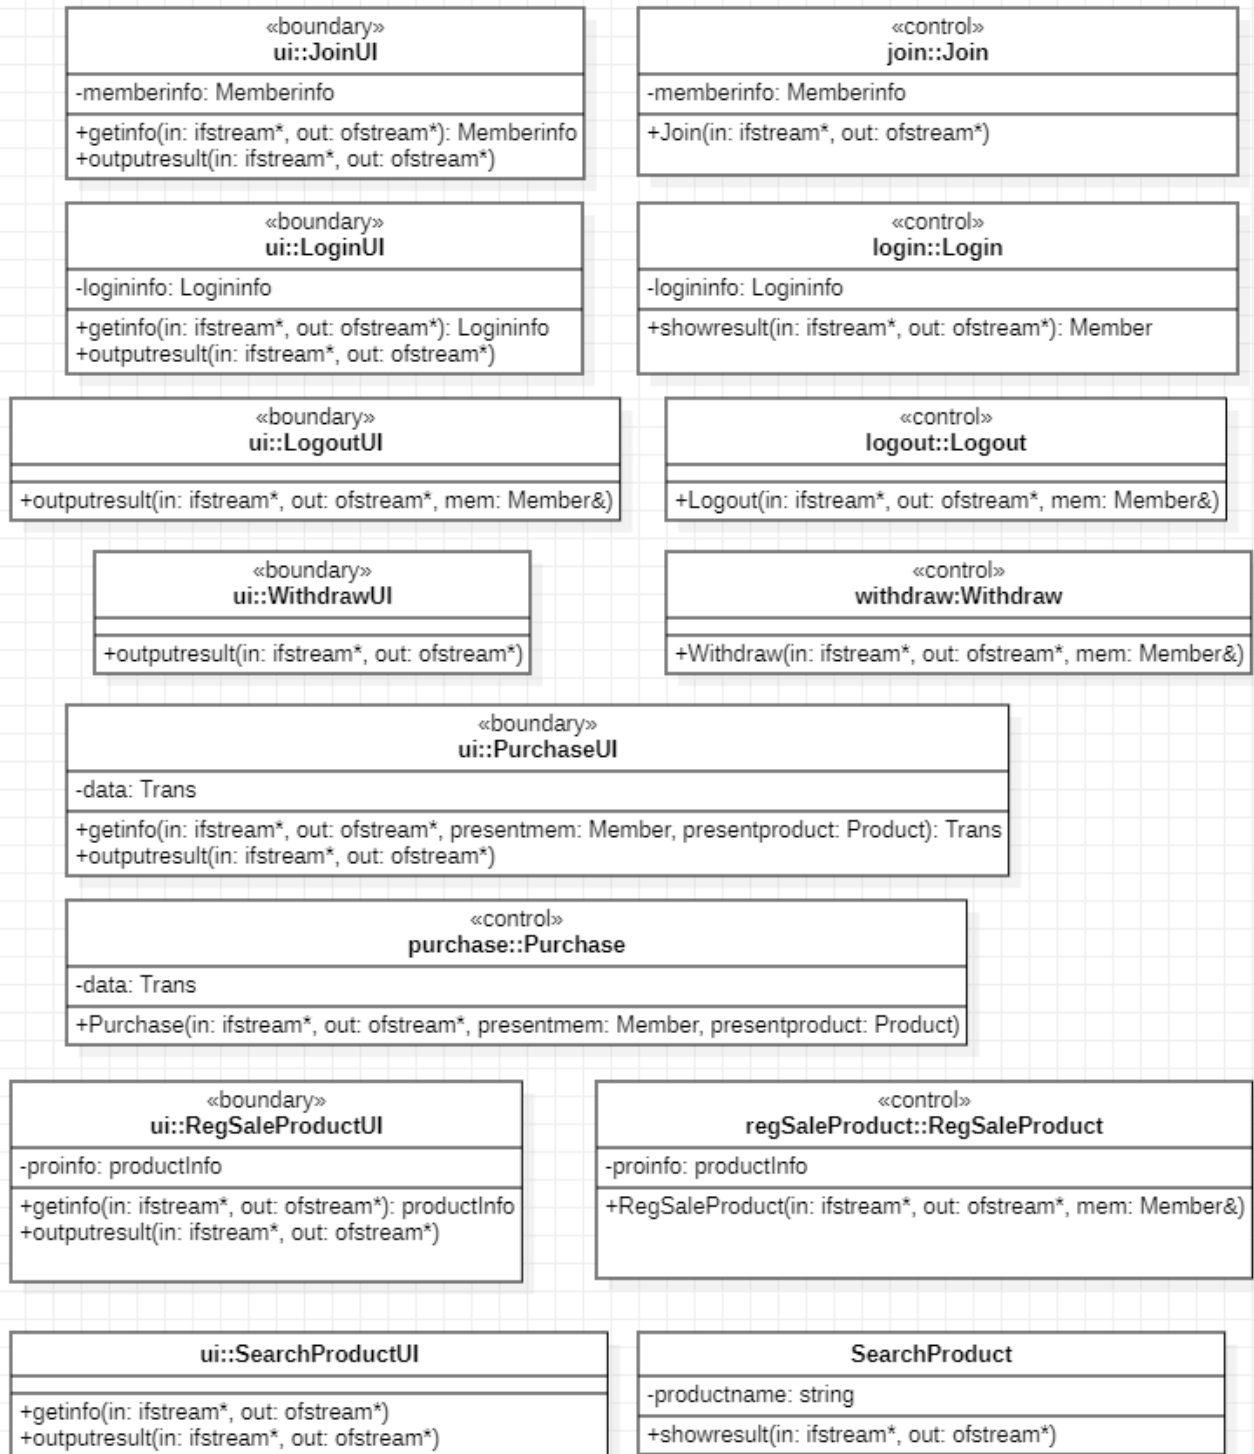 «boundary»
ui::JoinUI
-memberinfo: Memberinfo
+getinfo(in: ifstream*, out: ofstream*): Memberinfo
+outputresult(in: ifstream*, out: ofstream*)
«control»
join::Join
-memberinfo: Memberinfo
+Join(in: ifstream*, out: ofstream*)
«boundary»
ui::LoginUI
-logininfo: Logininfo
+getinfo(in: ifstream*, out: ofstream*): Logininfo
+outputresult(in: ifstream*, out: ofstream*)
«control»
login::Login
-logininfo: Logininfo
+showresult(in: ifstream*, out: ofstream*): Member
«boundary»
ui::LogoutUI
+outputresult(in: ifstream*, out: ofstream*, mem: Member&)
«control»
logout::Logout
+Logout(in: ifstream*, out: ofstream*, mem: Member&)
«boundary»
ui::WithdrawUI
+outputresult(in: ifstream*, out: ofstream*)
«control»
withdraw:Withdraw
+Withdraw(in: ifstream*, out: ofstream*, mem: Member&)
«boundary»
ui::PurchaseUI
-data: Trans
+getinfo(in: ifstream*, out: ofstream*, presentmem: Member, presentproduct: Product): Trans
+outputresult(in: ifstream*, out: ofstream*)
«control»
purchase::Purchase
-data: Trans
+Purchase(in: ifstream*, out: ofstream*, presentmem: Member, presentproduct: Product)
«boundary»
ui::RegSaleProductUI
-proinfo: productInfo
+getinfo(in: ifstream*, out: ofstream*): productInfo
+outputresult(in: ifstream*, out: ofstream*)
«control»
regSaleProduct::RegSaleProduct
-proinfo: productInfo
+RegSaleProduct(in: ifstream*, out: ofstream*, mem: Member&)
ui::SearchProductUI
+getinfo(in: ifstream*, out: ofstream*)
+outputresult(in: ifstream*, out: ofstream*)
SearchProduct
-productname: string
+showresult(in: ifstream*, out: ofstream*)